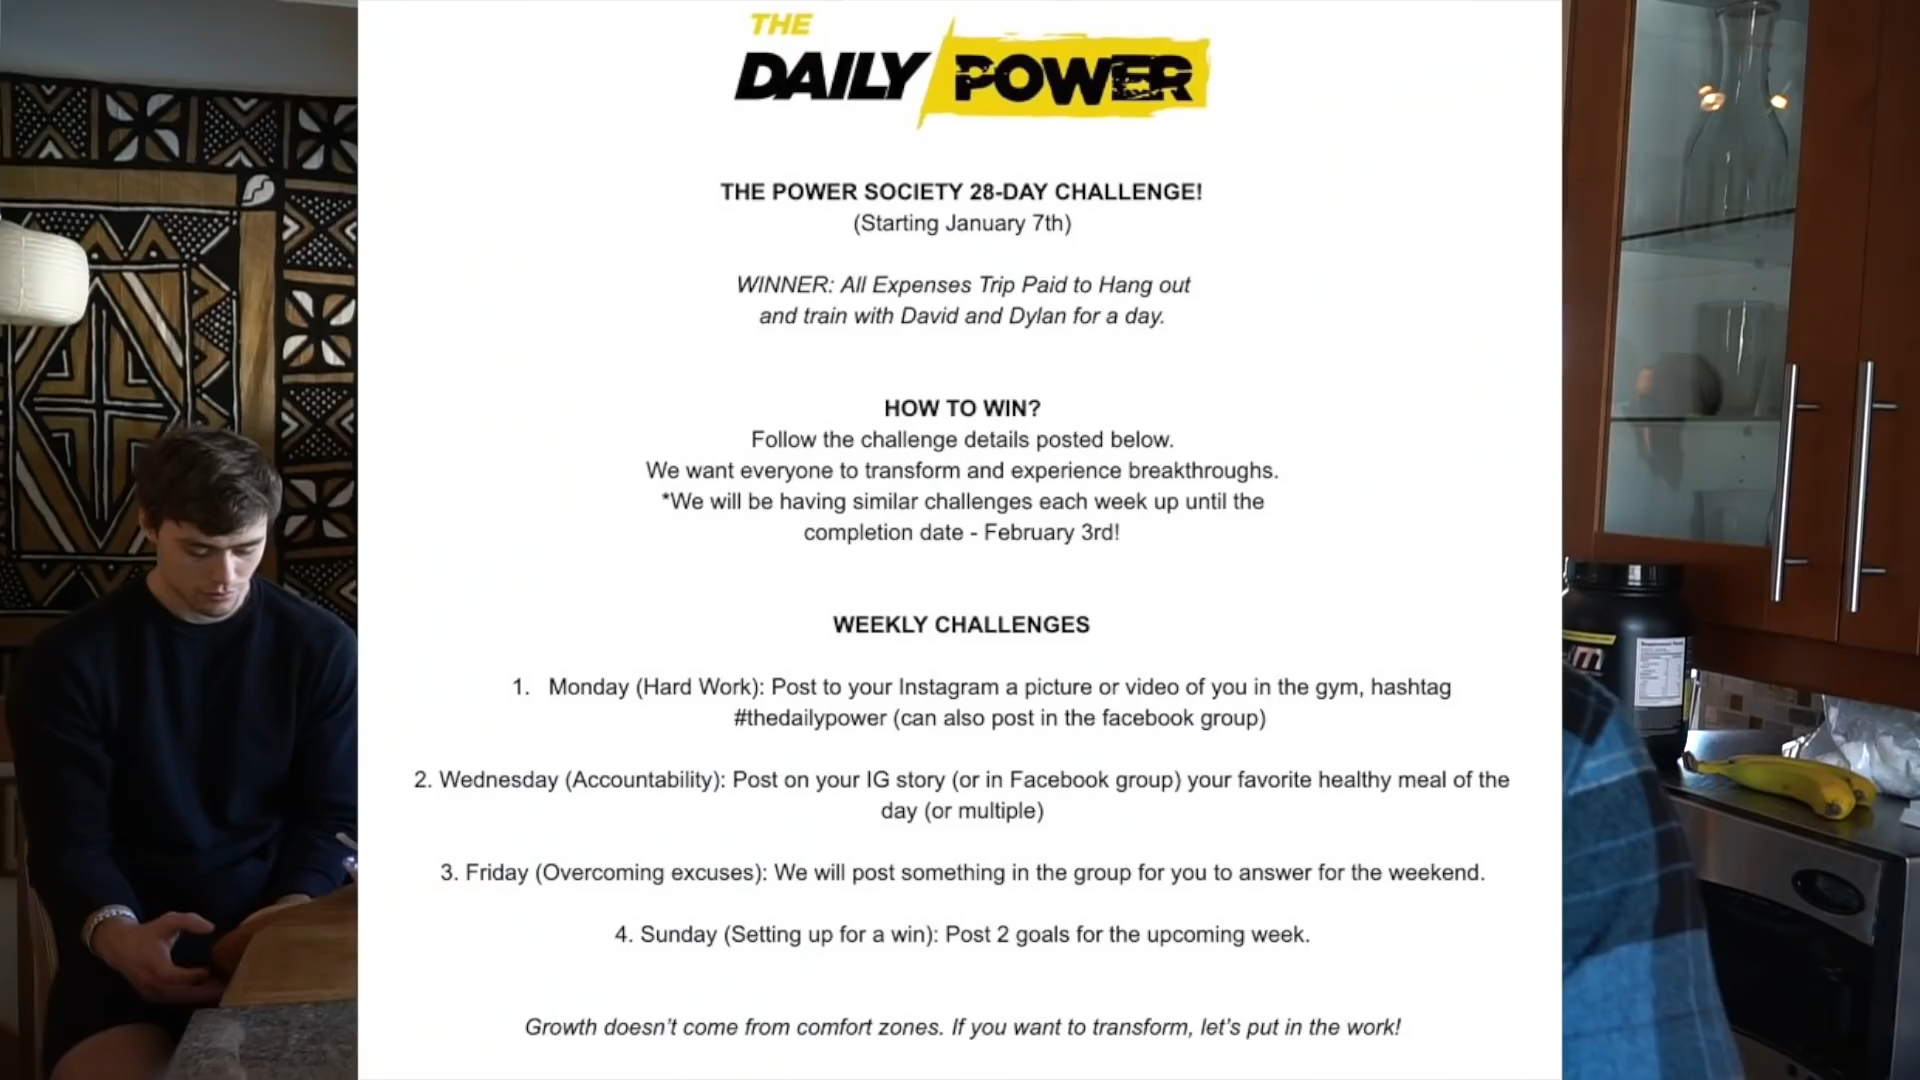 THE
DAILY POWER
THE POWER SOCIETY 28-DAY CHALLENGE!
(Starting January 7th)
WINNER: All Expenses Trip Paid to Hang out
and train with David and Dylan for a day.
HOW TO WIN?
Follow the challenge details posted below.
We want everyone to transform and experience breakthroughs.
*We will be having similar challenges each week up until the
completion date - February 3rd!
WEEKLY CHALLENGES
1. Monday (Hard Work): Post to your Instagram a picture or video of you in the gym, hashtag
#thedailypower (can also post in the facebook group)
2. Wednesday (Accountability): Post on your IG story (or in Facebook group) your favorite healthy meal of the
day (or multiple)
3. Friday (Overcoming excuses): We will post something in the group for you to answer for the weekend.
4. Sunday (Setting up for a win): Post 2 goals for the upcoming week.
Growth doesn't come from comfort zones. If you want to transform, let's put in the work!